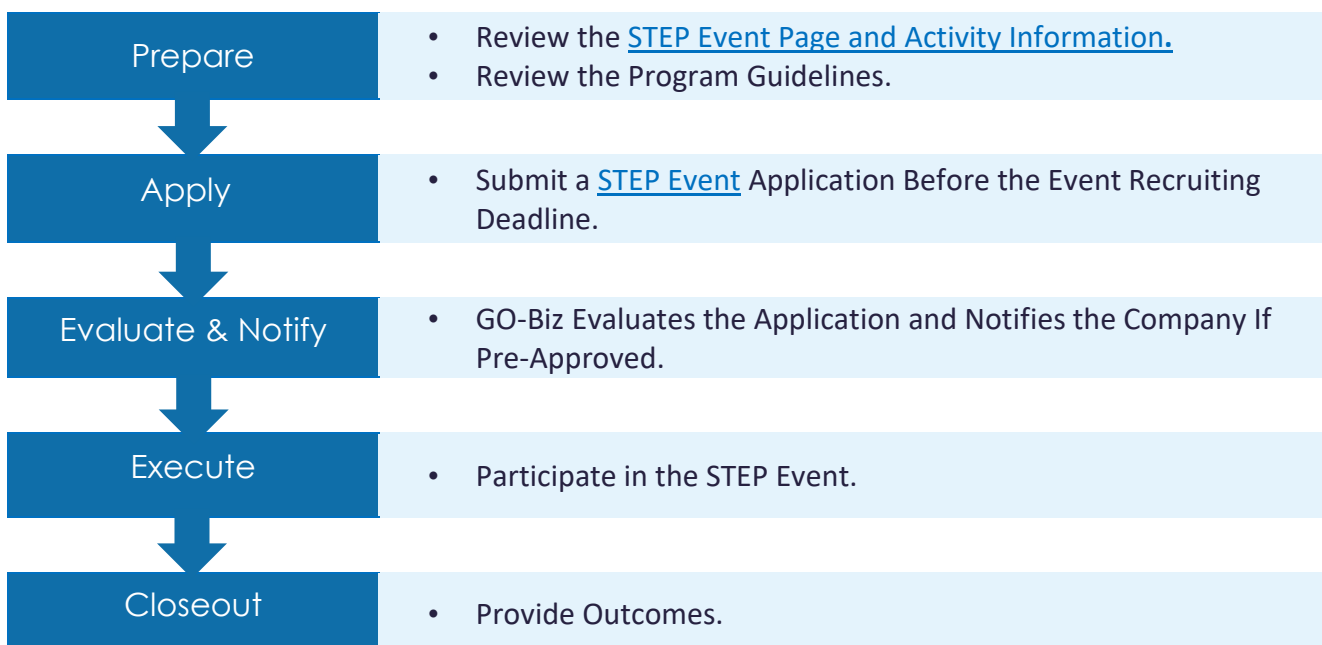 Prepare
• Review the STEP Event Page and Activity Information.
• Review the Program Guidelines.
Apply
• Submit a STEP Event Application Before the Event Recruiting
Deadline.
Evaluate & Notify
• GO-Biz Evaluates the Application and Notifies the Company If
Pre-Approved.
Execute
• Participate in the STEP Event.
Closeout
• Provide Outcomes.